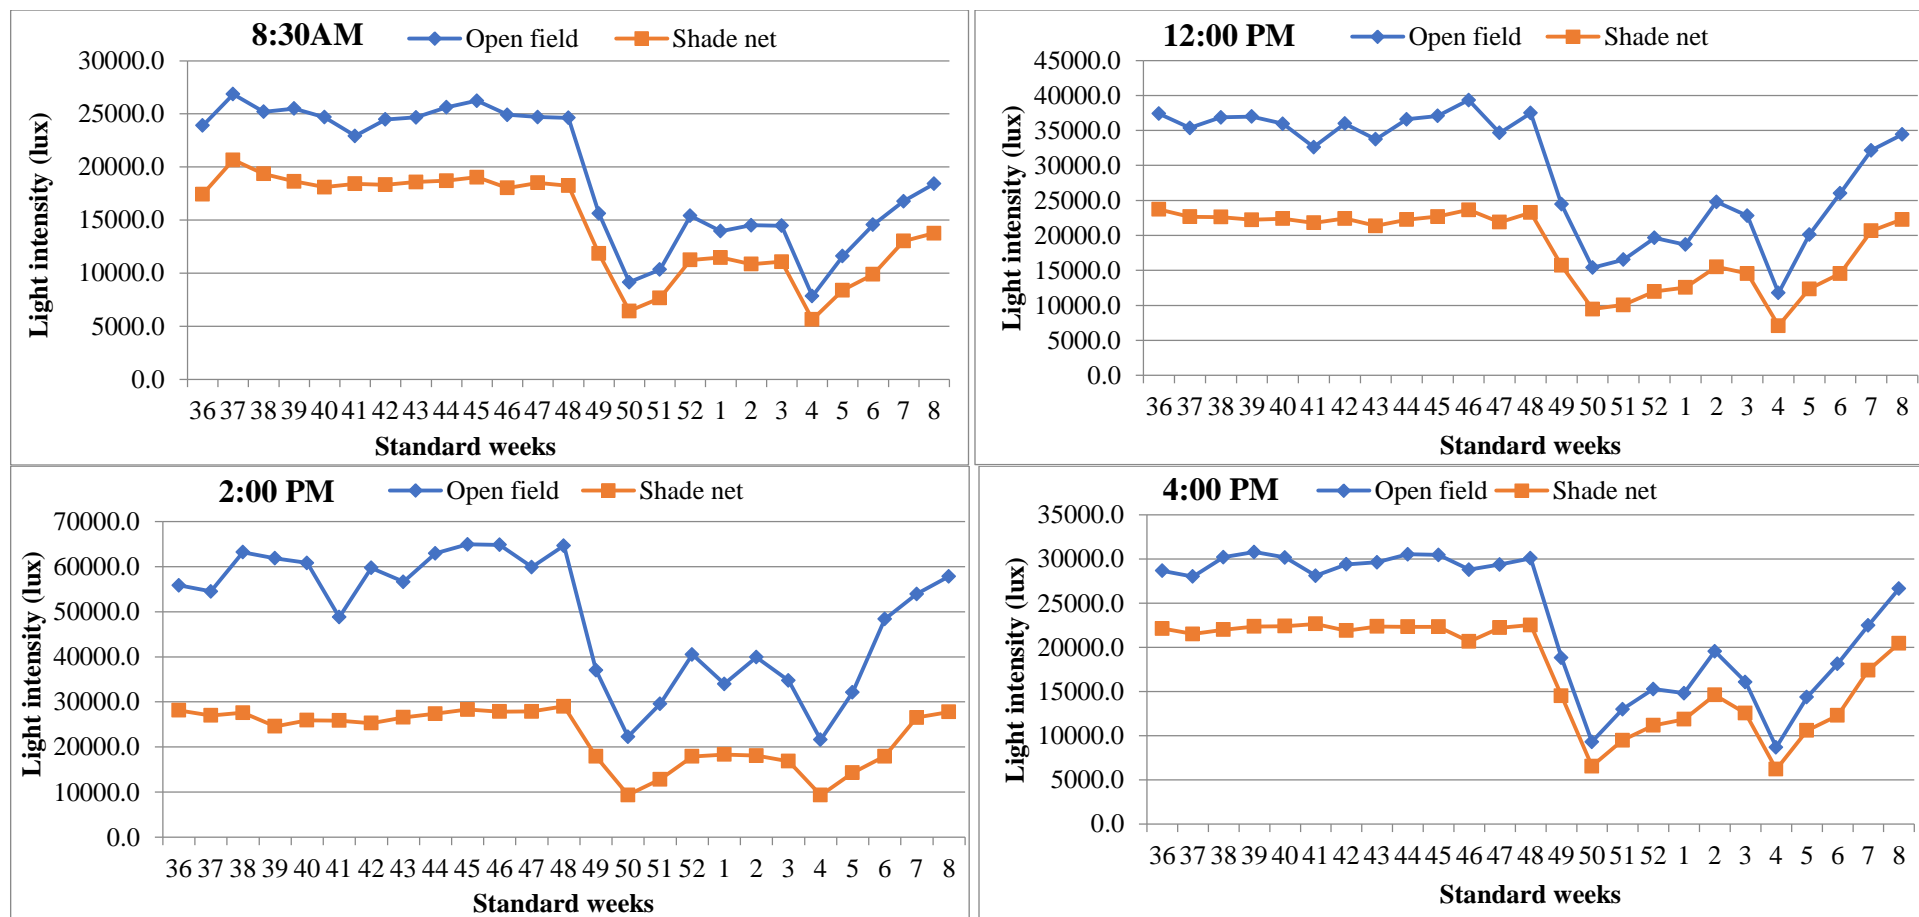 8:30AM Open field Shade net
30000.0
25000.0
20000.0
15000.0
10000.0
5000.0
0.0
Light intensity (lux)
36 37 38 39 40 41 42 43 44 45 46 47 48 49 50 51 52 1 2 3 4 5 6 7 8
Standard weeks
12:00 PM Open field Shade net
45000.0
40000.0
35000.0
30000.0
25000.0
20000.0
15000.0
10000.0
5000.0
0.0
Light intensity (lux)
36 37 38 39 40 41 42 43 44 45 46 47 48 49 50 51 52 1 2 3 4 5 6 7 8
Standard weeks
2:00 PM Open field Shade net
70000.0
60000.0
50000.0
40000.0
30000.0
20000.0
10000.0
0.0
Light intensity (lux)
36 37 38 39 40 41 42 43 44 45 46 47 48 49 50 51 52 1 2 3 4 5 6 7 8
Standard weeks
4:00 PM Open field Shade net
35000.0
30000.0
25000.0
20000.0
15000.0
10000.0
5000.0
0.0
Light intensity (lux)
36 37 38 39 40 41 42 43 44 45 46 47 48 49 50 51 52 1 2 3 4 5 6 7 8
Standard weeks